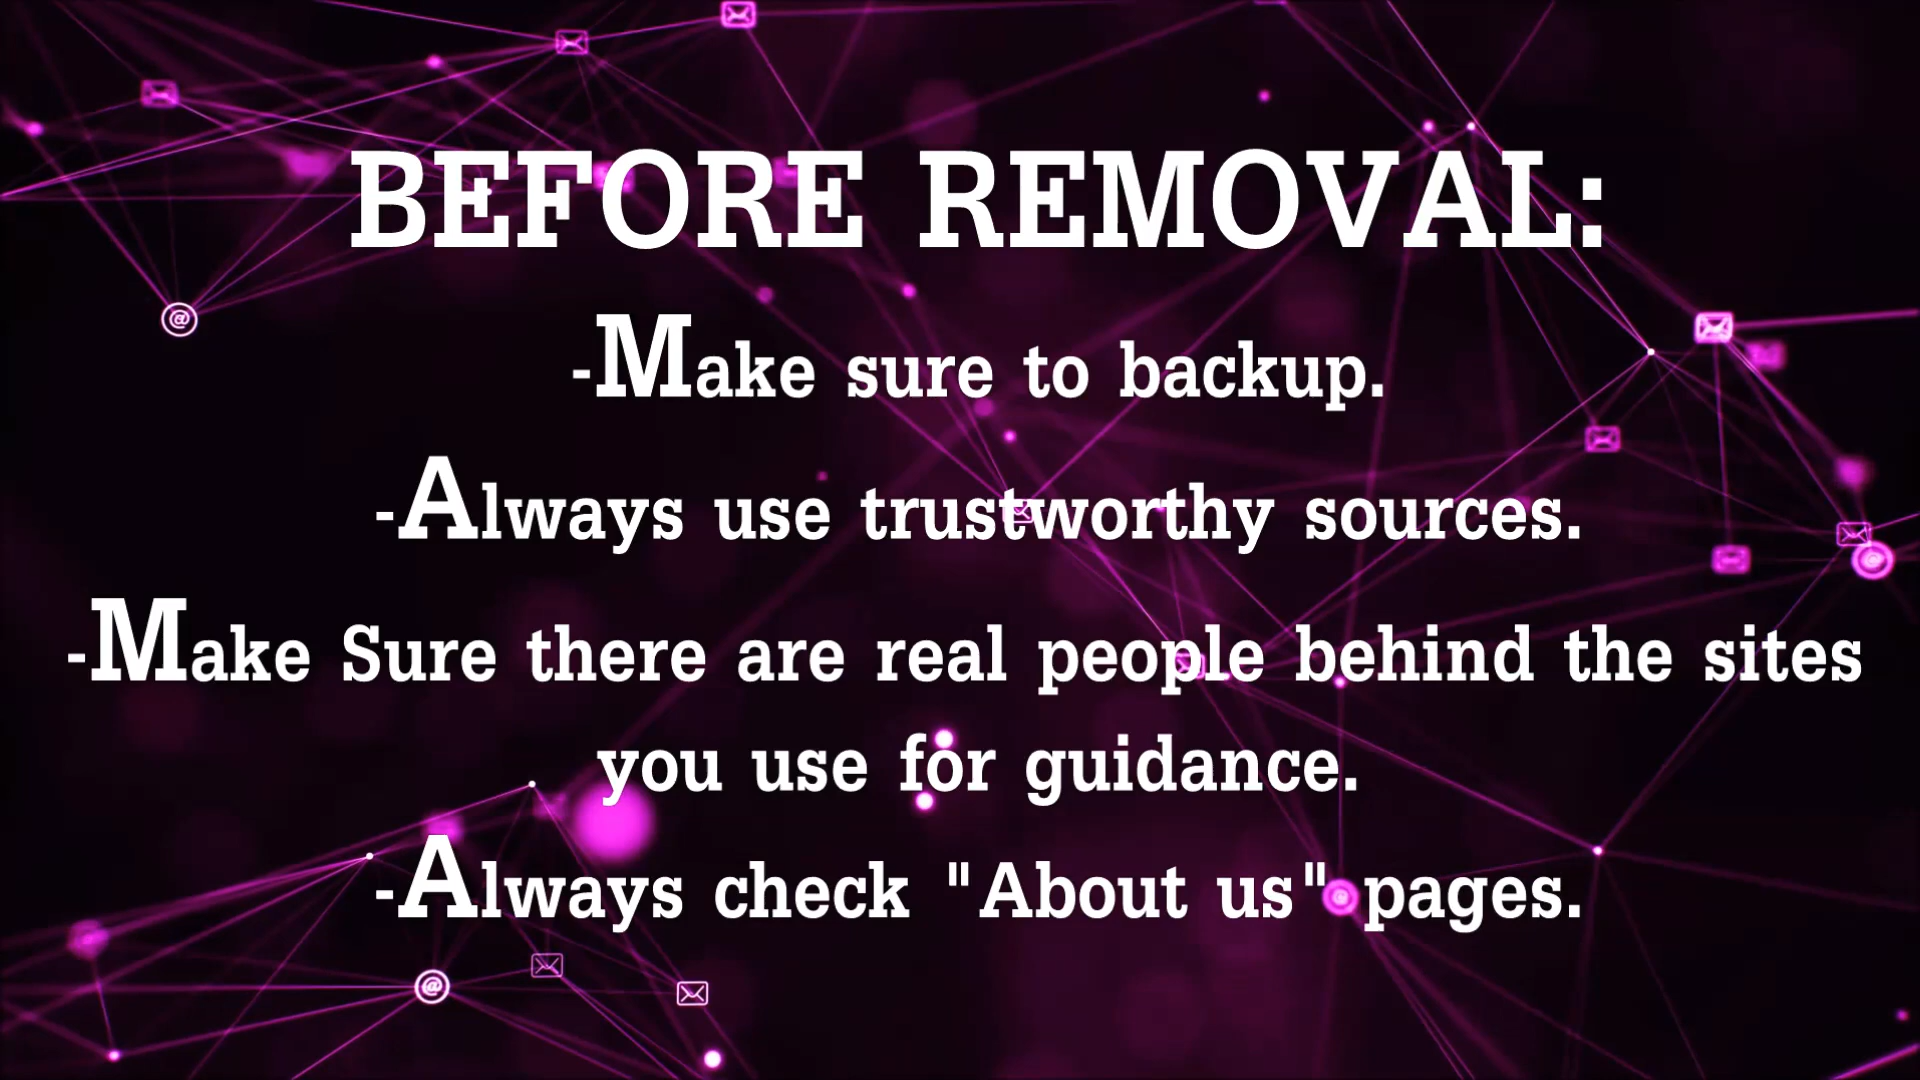 BEFORE REMOVAL:
-Make sure to backup.
-Always use trustworthy sources.
-Make Sure there are real people behind the sites
you use for guidance.
-Always check "About us" pages.